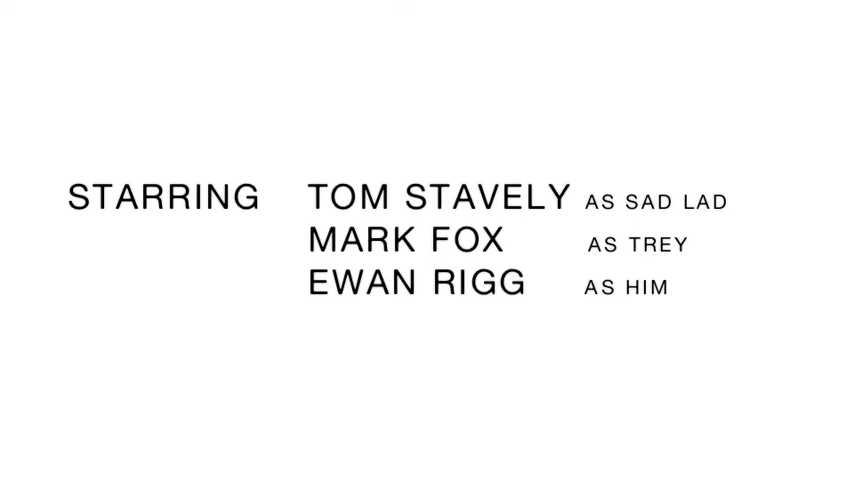 STARRING TOM STAVELY AS SAD LAD
MARK FOX AS TREY
EWAN RIGG AS HIM